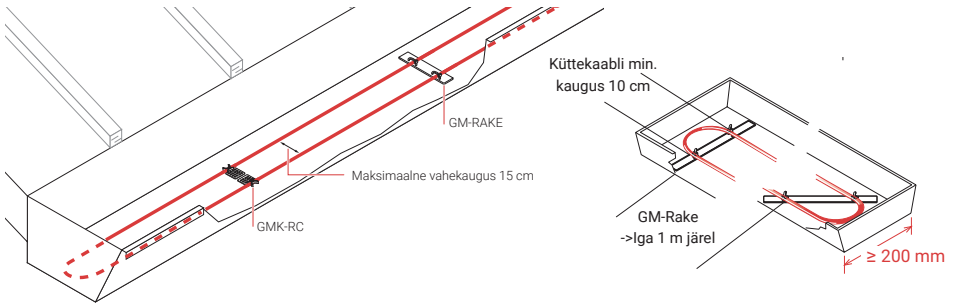 GM-RAKE
Maksimaalne vahekaugus 15 cm
GMK-RC
Küttekaabli min.
kaugus 10 cm
GM-Rake
->Iga 1 m järel
≥ 200 mm